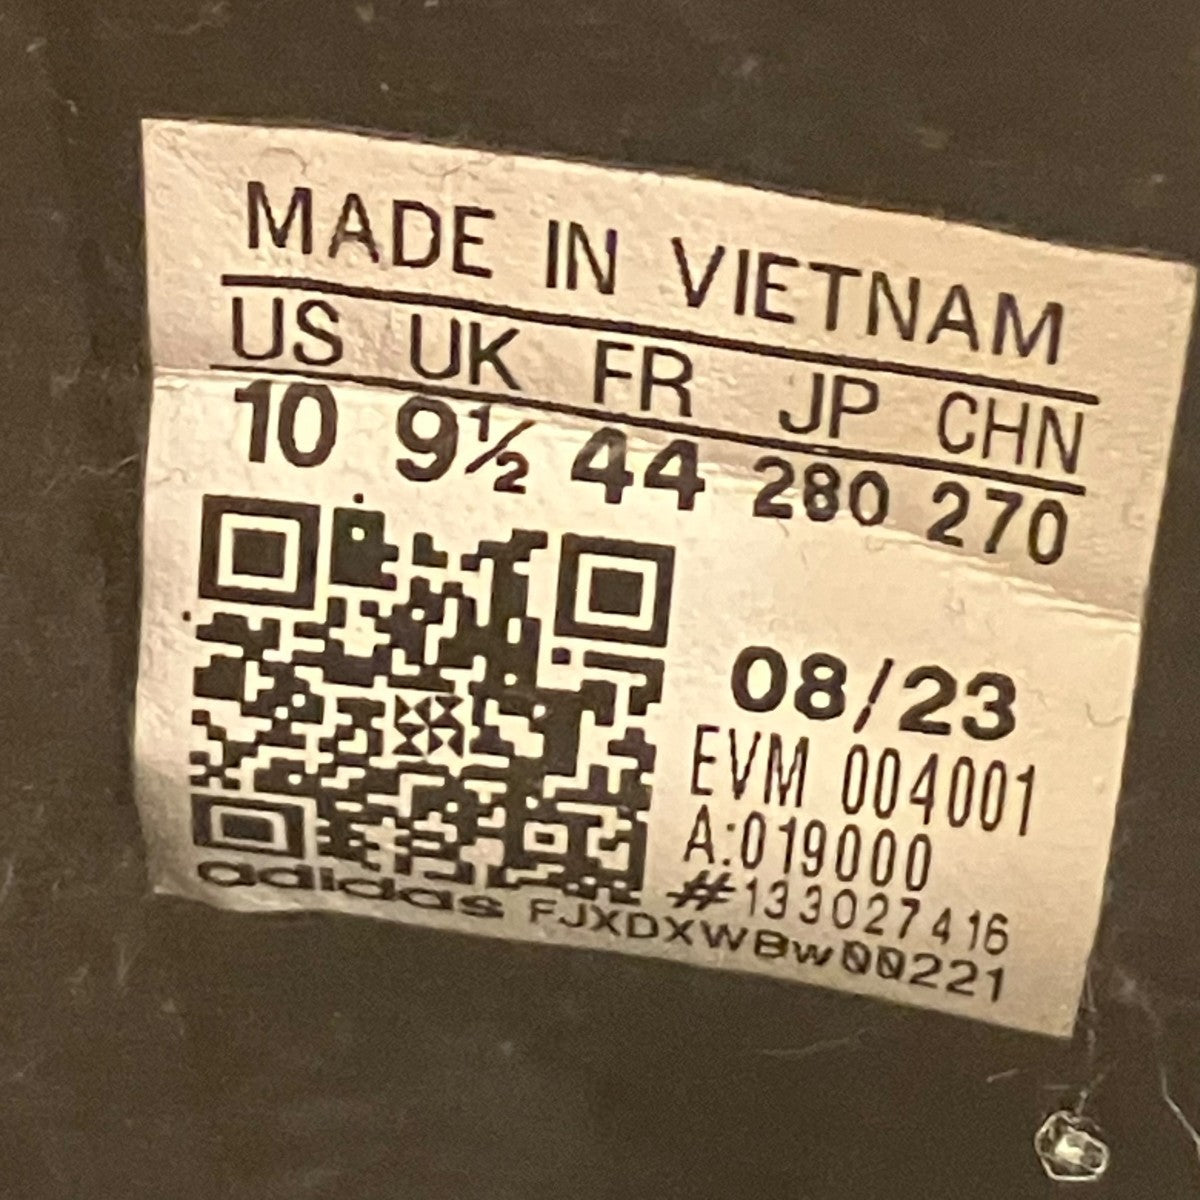 MADE IN VIETNAM
US UK FR JP CHN
10 9½ 44 280 270
08/23
EVM 004001
A:019000
#133027416
adidas FJXDXWBw00221